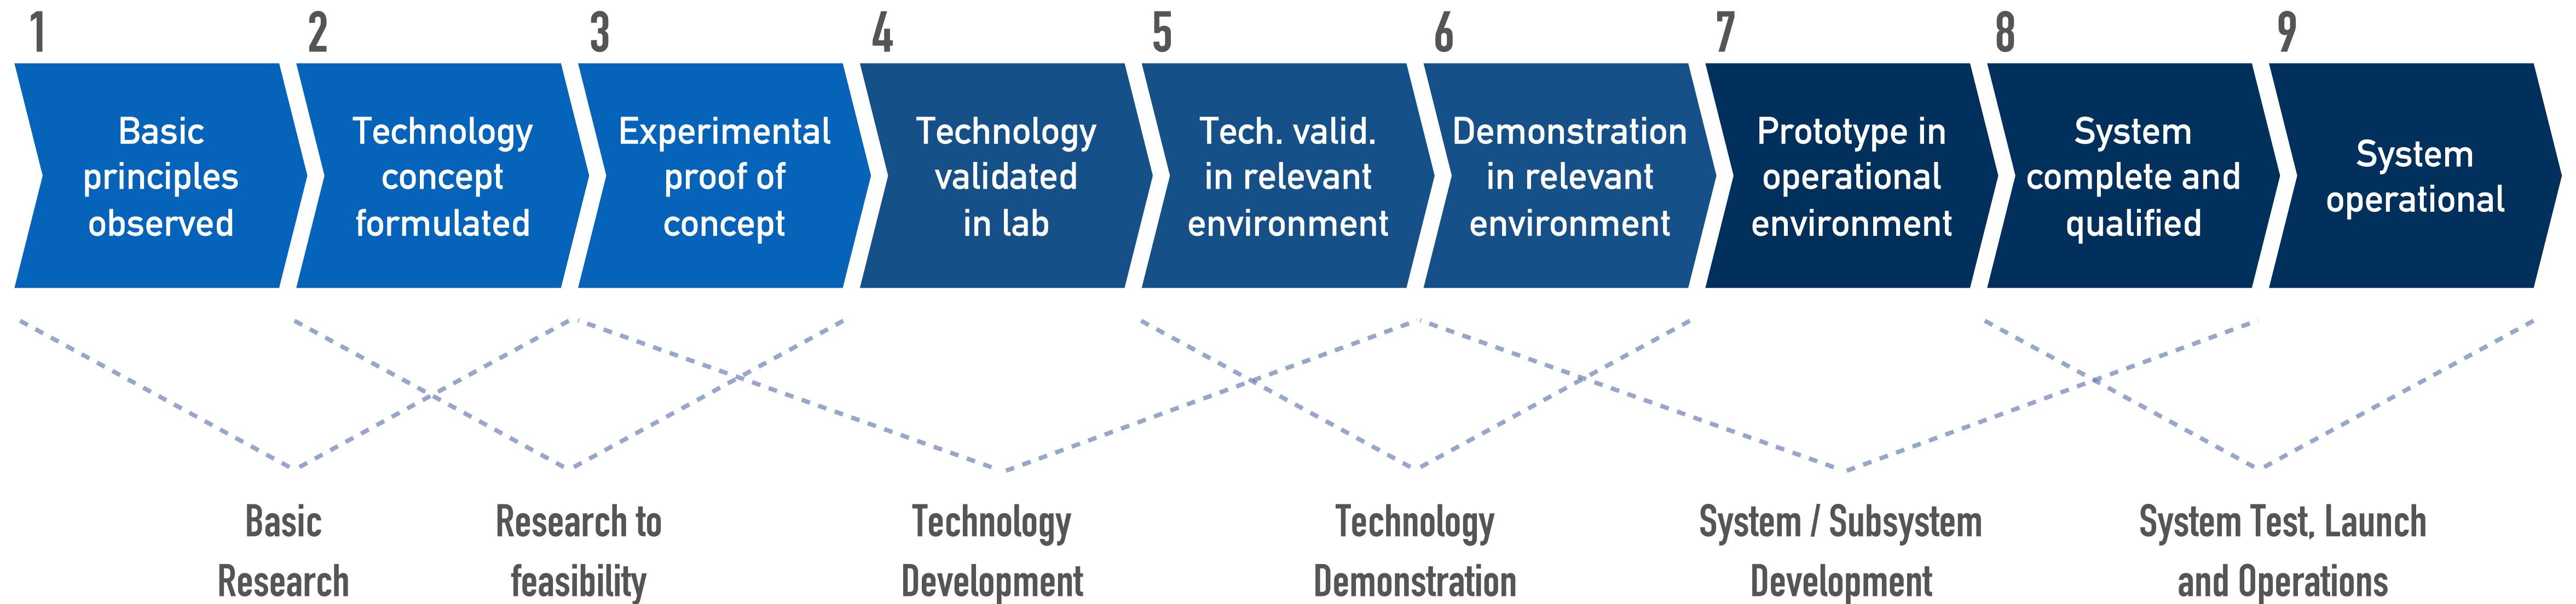 1 2 3 4 5 6 7 8 9
Basic
principles
observed
Technology
concept
formulated
Experimental
proof of
concept
Technology
validated
in lab
Tech. valid.
in relevant
environment
Demonstration
in relevant
environment
Prototype in
operational
environment
System
complete and
qualified
System
operational
Basic
Research
Research to
feasibility
Technology
Development
Technology
Demonstration
System / Subsystem
Development
System Test, Launch
and Operations